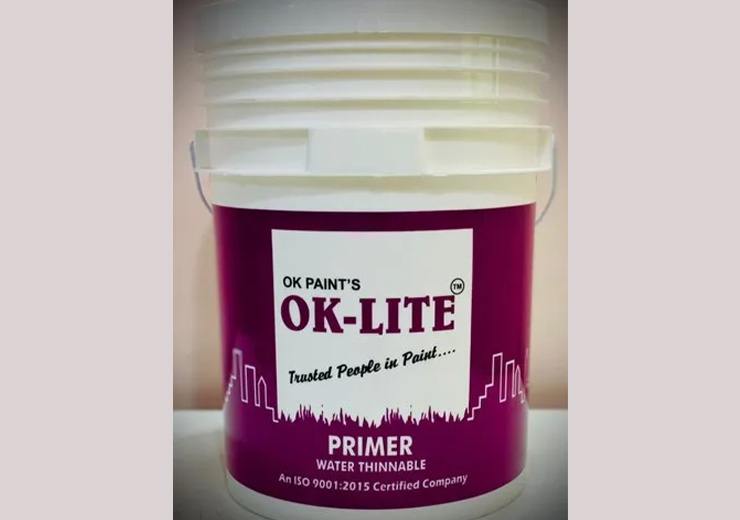 OK PAINT'S
OK-LITE ™
Trusted People in Paint....
PRIMER
WATER THINNABLE
An ISO 9001:2015 Certified Company